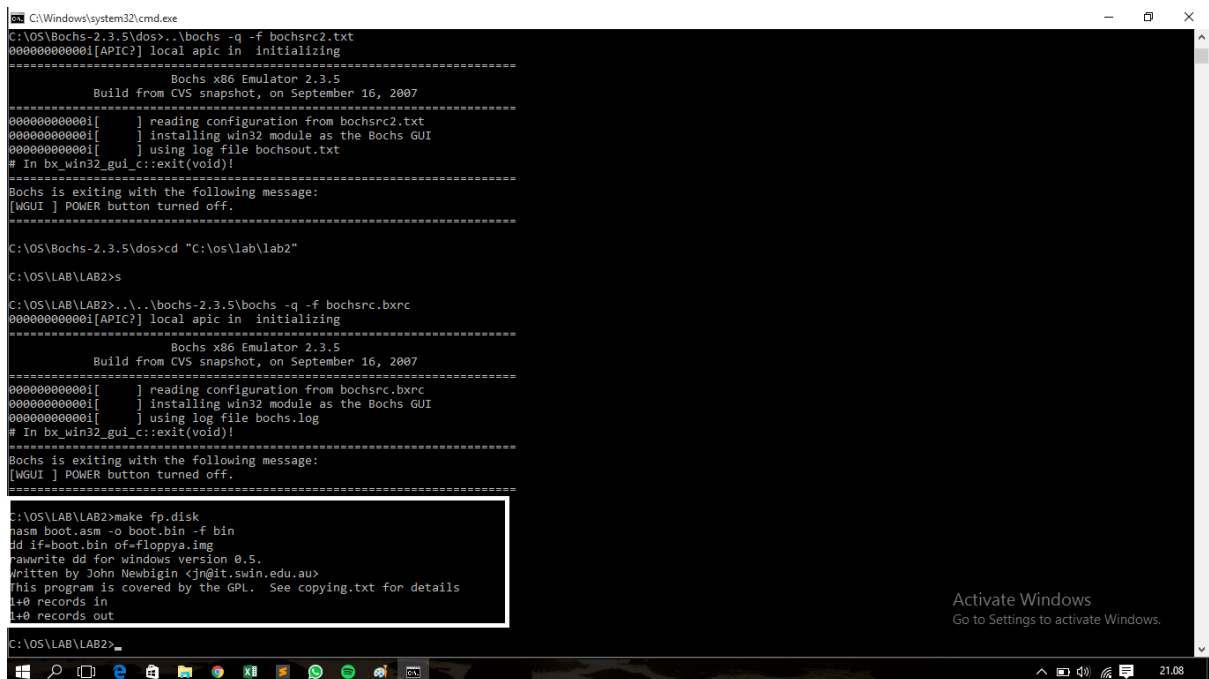 C:\Windows\system32\cmd.exe
C:\OS\Bochs-2.3.5\dos>..\bochs -q -f bochsrc2.txt
00000000000i[APIC?] local apic in  initializing
========================================================================
Bochs x86 Emulator 2.3.5
Build from CVS snapshot, on September 16, 2007
========================================================================
00000000000i[     ] reading configuration from bochsrc2.txt
00000000000i[     ] installing win32 module as the Bochs GUI
00000000000i[     ] using log file bochsout.txt
# In bx_win32_gui_c::exit(void)!
========================================================================
Bochs is exiting with the following message:
[WGUI ] POWER button turned off.
========================================================================
C:\OS\Bochs-2.3.5\dos>cd "C:\os\lab\lab2"
C:\OS\LAB\LAB2>s
C:\OS\LAB\LAB2>..\..\bochs-2.3.5\bochs -q -f bochsrc.bxrc
00000000000i[APIC?] local apic in  initializing
========================================================================
Bochs x86 Emulator 2.3.5
Build from CVS snapshot, on September 16, 2007
========================================================================
00000000000i[     ] reading configuration from bochsrc.bxrc
00000000000i[     ] installing win32 module as the Bochs GUI
00000000000i[     ] using log file bochs.log
# In bx_win32_gui_c::exit(void)!
========================================================================
Bochs is exiting with the following message:
[WGUI ] POWER button turned off.
========================================================================
C:\OS\LAB\LAB2>make fp.disk
nasm boot.asm -o boot.bin -f bin
dd if=boot.bin of=floppya.img
rawwrite dd for windows version 0.5.
Written by John Newbigin <jn@it.swin.edu.au>
This program is covered by the GPL.  See copying.txt for details
1+0 records in
1+0 records out
C:\OS\LAB\LAB2>_
Activate Windows
Go to Settings to activate Windows.
21.08